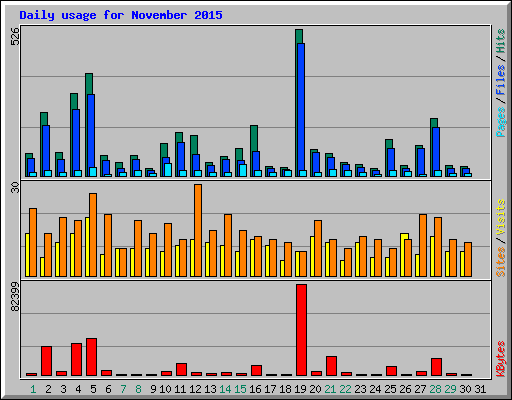 Daily usage for November 2015
526
Pages / Files / Hits
30
Sites / Visits
82399
KBytes
1 2 3 4 5 6 7 8 9 10 11 12 13 14 15 16 17 18 19 20 21 22 23 24 25 26 27 28 29 30 31